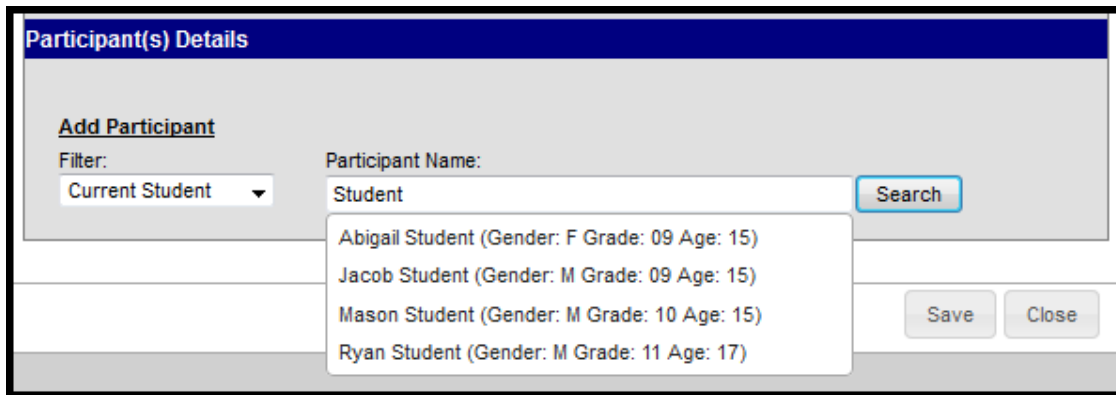 Participant(s) Details
Add Participant
Filter:
Participant Name:
Current Student
Student
Search
Abigail Student (Gender: F Grade: 09 Age: 15)
Jacob Student (Gender: M Grade: 09 Age: 15)
Mason Student (Gender: M Grade: 10 Age: 15)
Ryan Student (Gender: M Grade: 11 Age: 17)
Save
Close